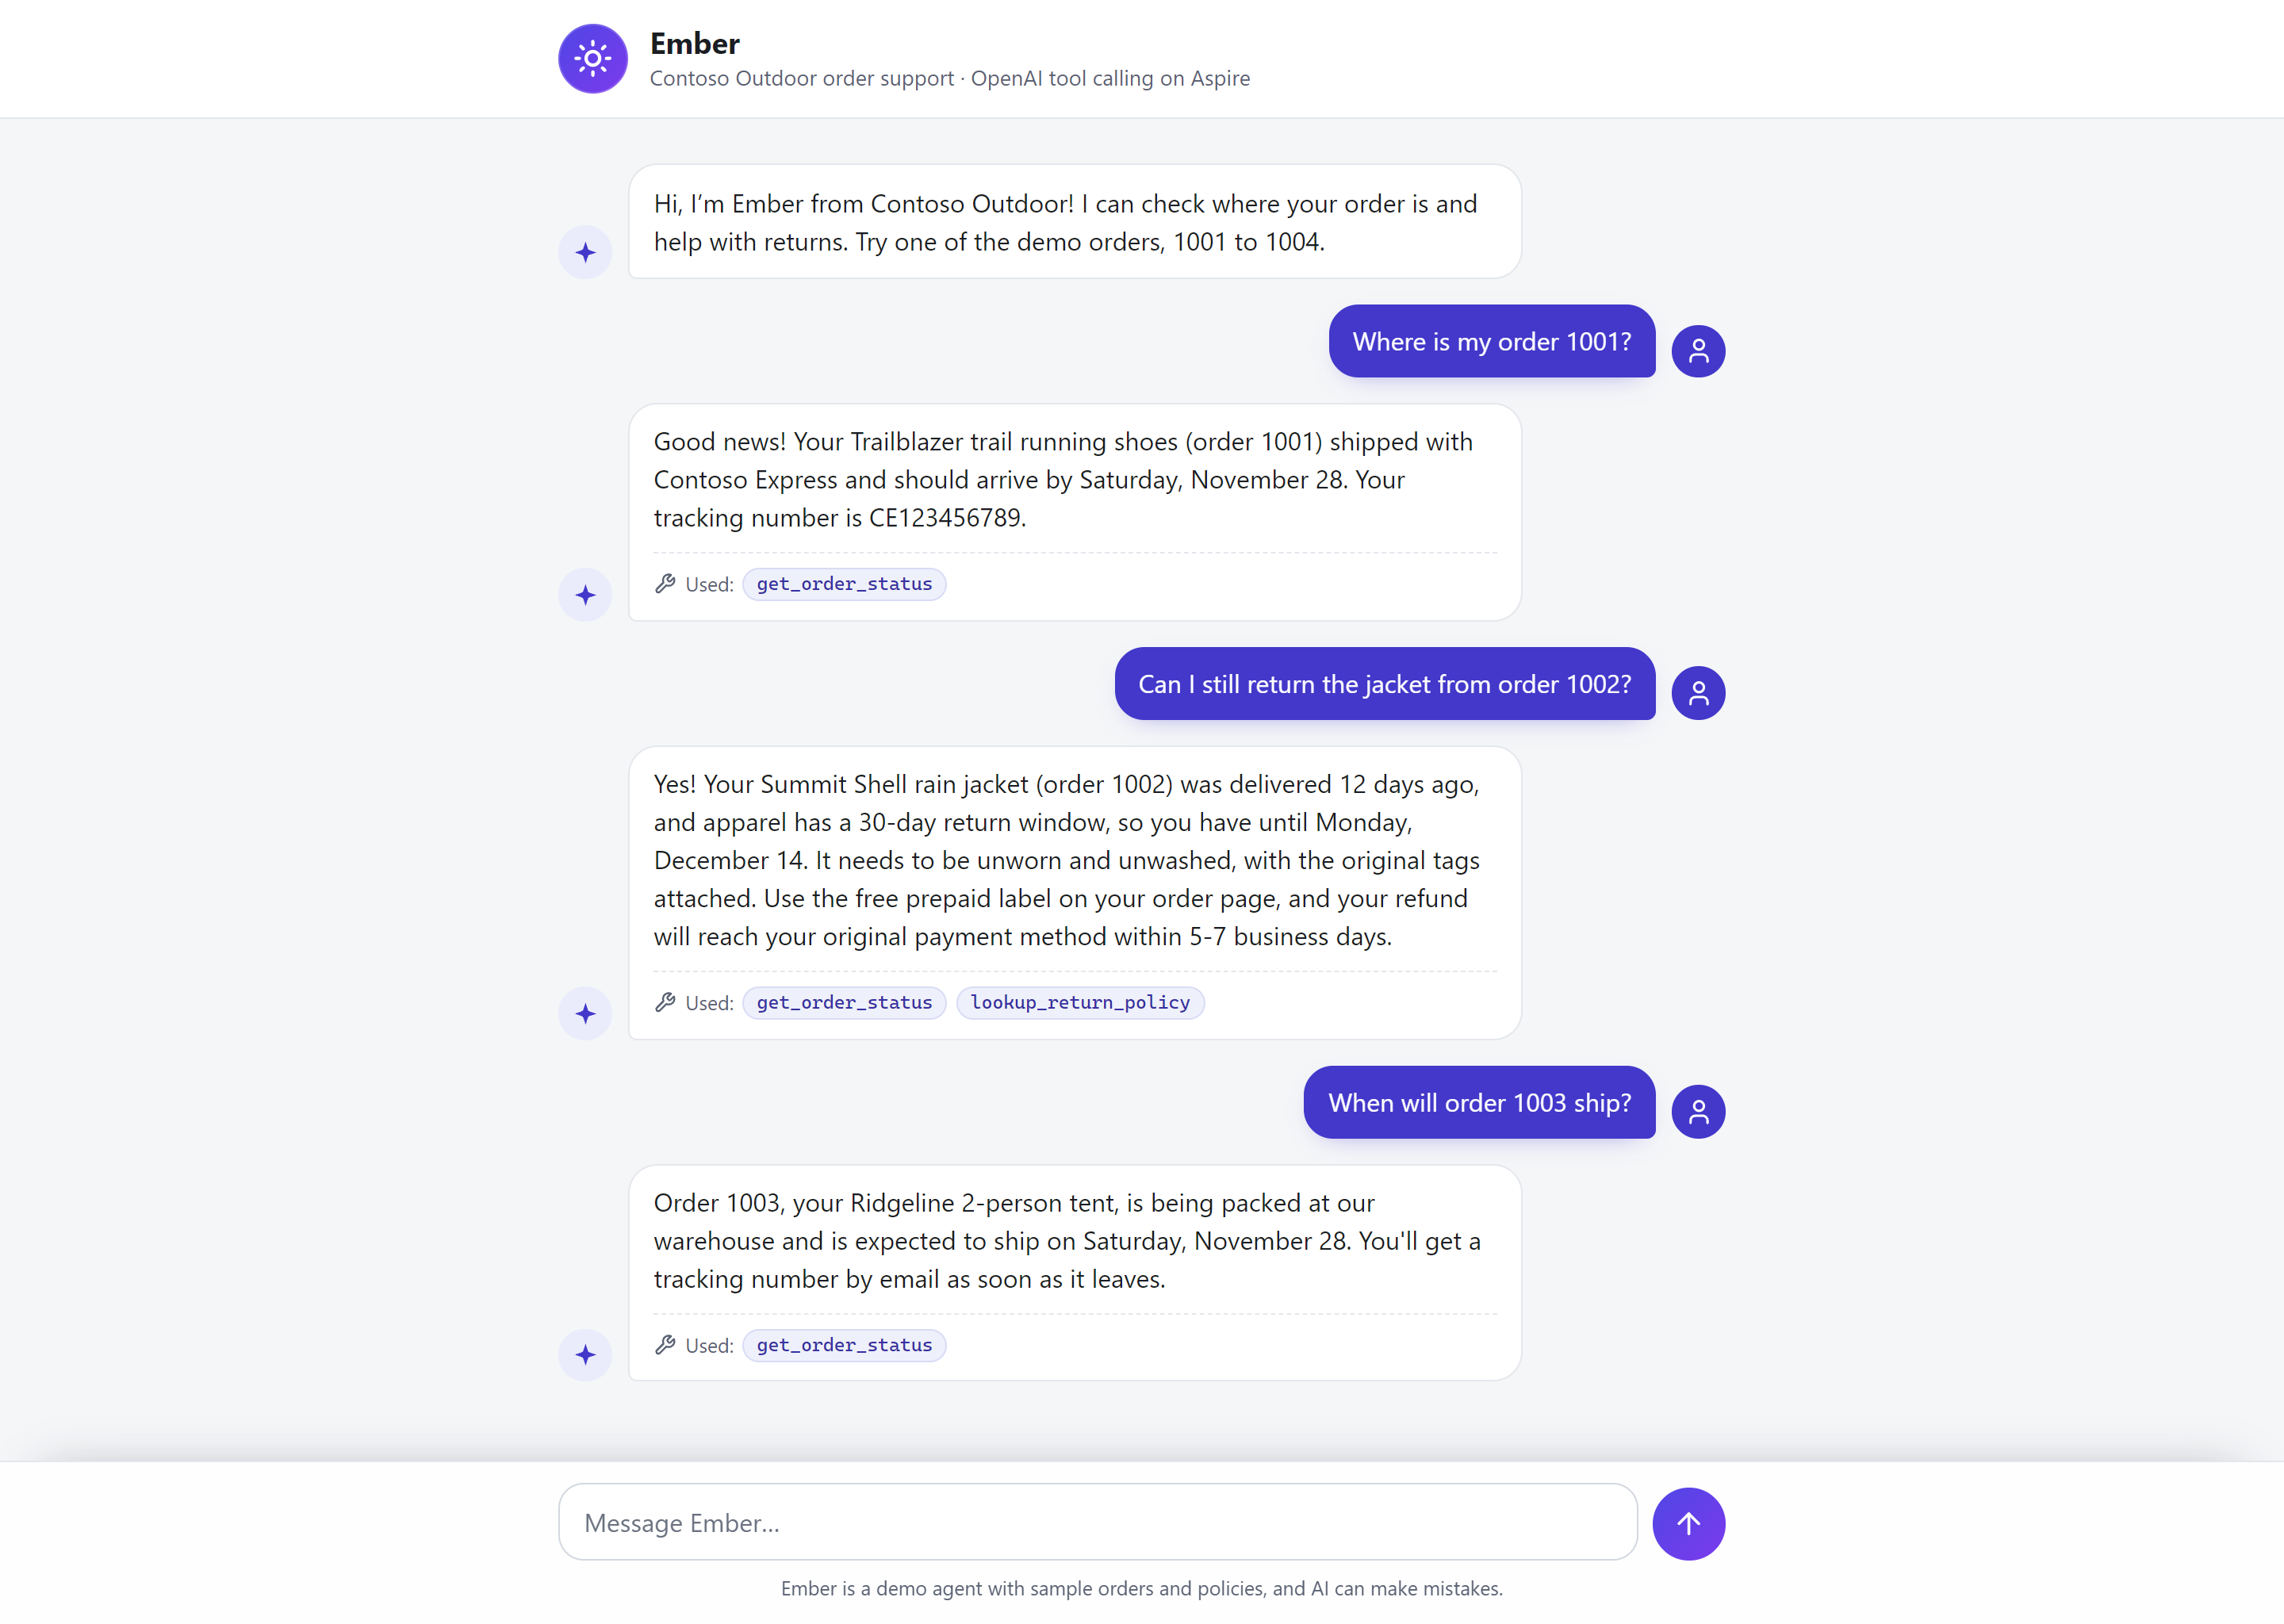 Ember
Contoso Outdoor order support · OpenAI tool calling on Aspire
Hi, I’m Ember from Contoso Outdoor! I can check where your order is and
help with returns. Try one of the demo orders, 1001 to 1004.
Where is my order 1001?
Good news! Your Trailblazer trail running shoes (order 1001) shipped with
Contoso Express and should arrive by Saturday, November 28. Your
tracking number is CE123456789.
Used: get_order_status
Can I still return the jacket from order 1002?
Yes! Your Summit Shell rain jacket (order 1002) was delivered 12 days ago,
and apparel has a 30-day return window, so you have until Monday,
December 14. It needs to be unworn and unwashed, with the original tags
attached. Use the free prepaid label on your order page, and your refund
will reach your original payment method within 5-7 business days.
Used: get_order_status lookup_return_policy
When will order 1003 ship?
Order 1003, your Ridgeline 2-person tent, is being packed at our
warehouse and is expected to ship on Saturday, November 28. You'll get a
tracking number by email as soon as it leaves.
Used: get_order_status
Message Ember...
Ember is a demo agent with sample orders and policies, and AI can make mistakes.